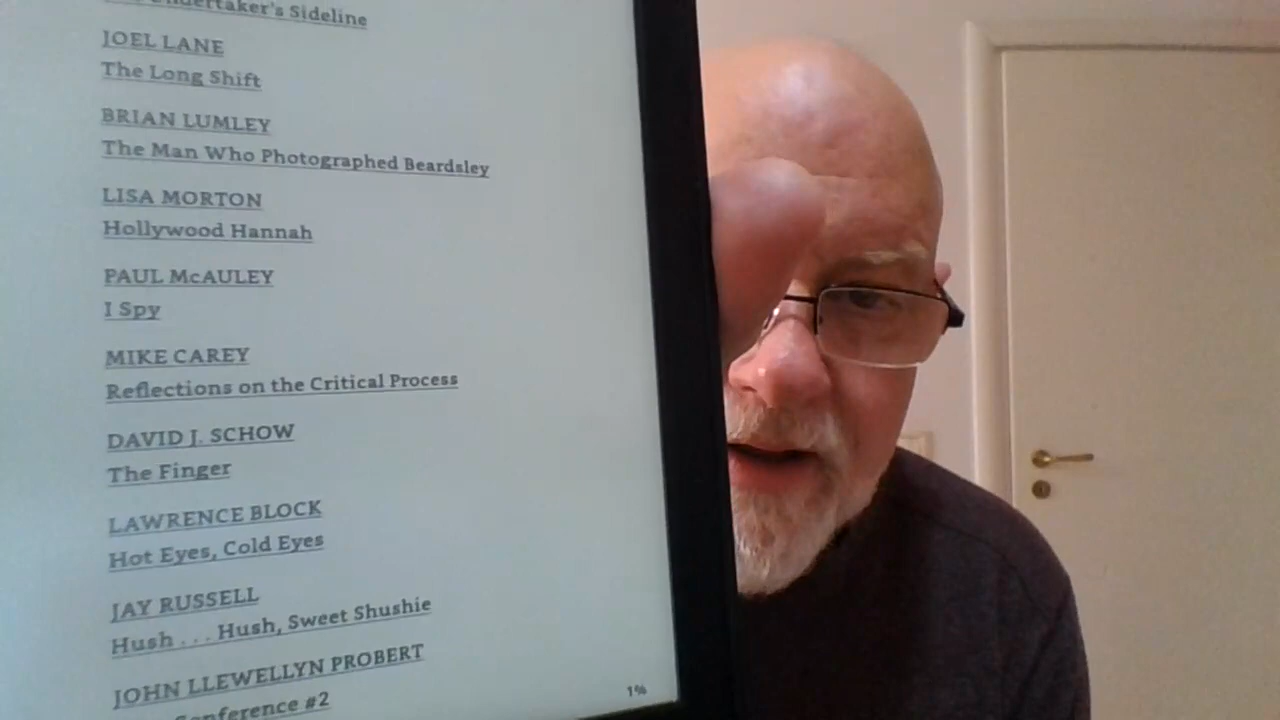 Undertaker's Sideline
JOEL LANE
The Long Shift
BRIAN LUMLEY
The Man Who Photographed Beardsley
LISA MORTON
Hollywood Hannah
PAUL McAULEY
I Spy
MIKE CAREY
Reflections on the Critical Process
DAVID J. SCHOW
The Finger
LAWRENCE BLOCK
Hot Eyes, Cold Eyes
JAY RUSSELL
Hush . . . Hush, Sweet Shushie
JOHN LLEWELLYN PROBERT
Conference #2
1%